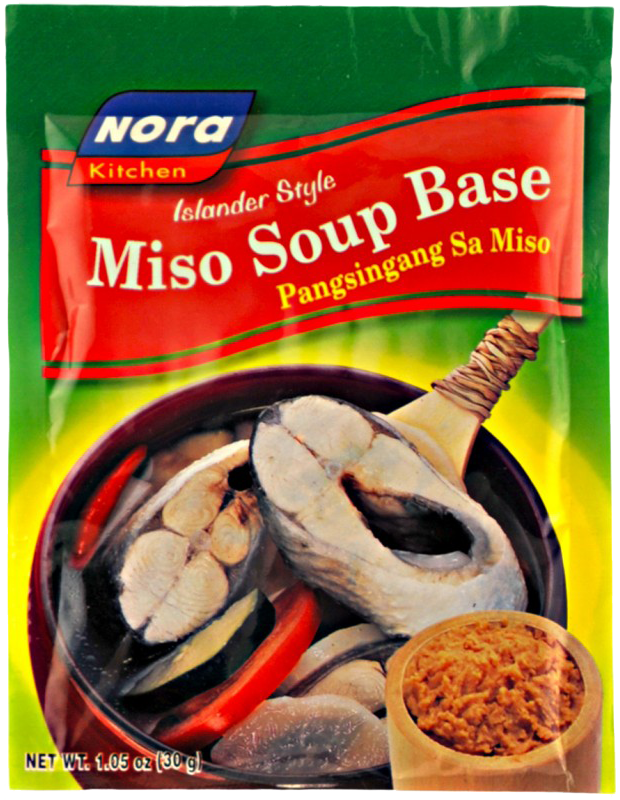 NOra
Kitchen
Islander Style
Miso Soup Base
Pangsingang Sa Miso
NET WT. 1.05 oz (30 g)